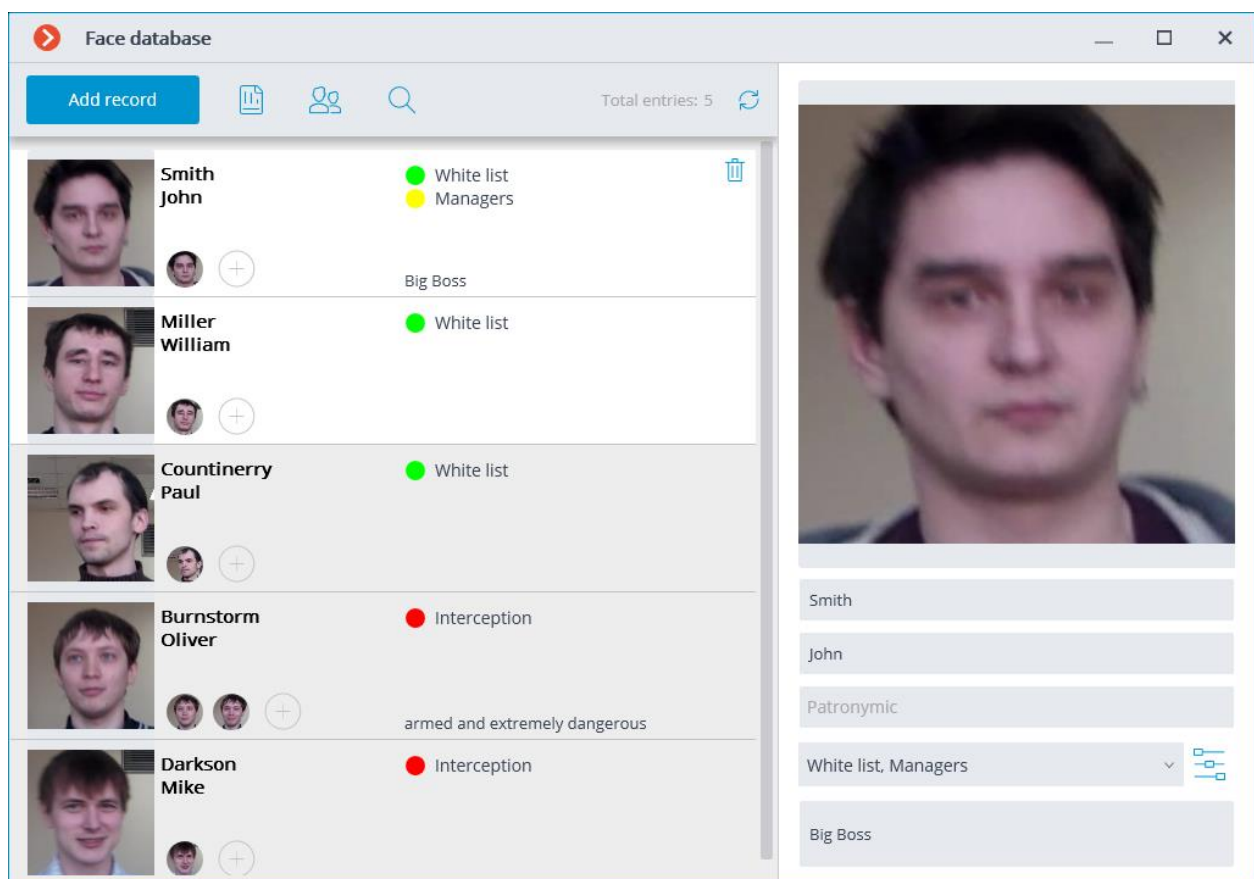 Face database
Add record
Total entries: 5
Smith
John
White list
Managers
Big Boss
Miller
William
White list
Countinerry
Paul
White list
Burnstorm
Oliver
Interception
armed and extremely dangerous
Darkson
Mike
Interception
Smith
John
Patronymic
White list, Managers
Big Boss